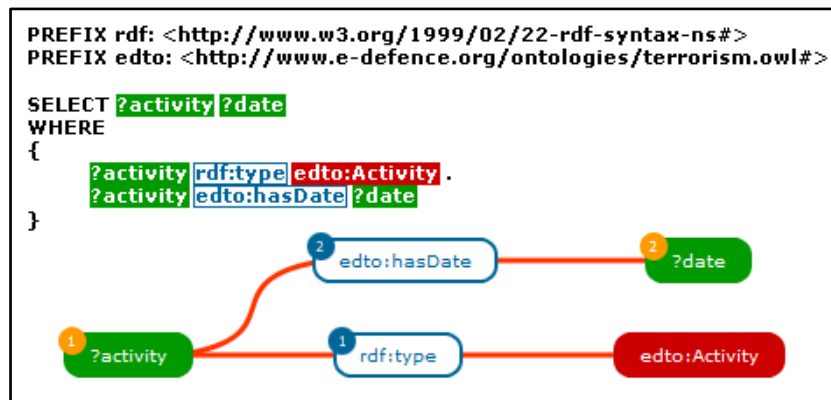 PREFIX rdf: <http://www.w3.org/1999/02/22-rdf-syntax-ns#>
PREFIX edto: <http://www.e-defence.org/ontologies/terrorism.owl#>
SELECT ?activity ?date
WHERE
{
?activity rdf:type edto:Activity .
?activity edto:hasDate ?date
}
2 edto:hasDate 2 ?date
1 ?activity 1 rdf:type edto:Activity